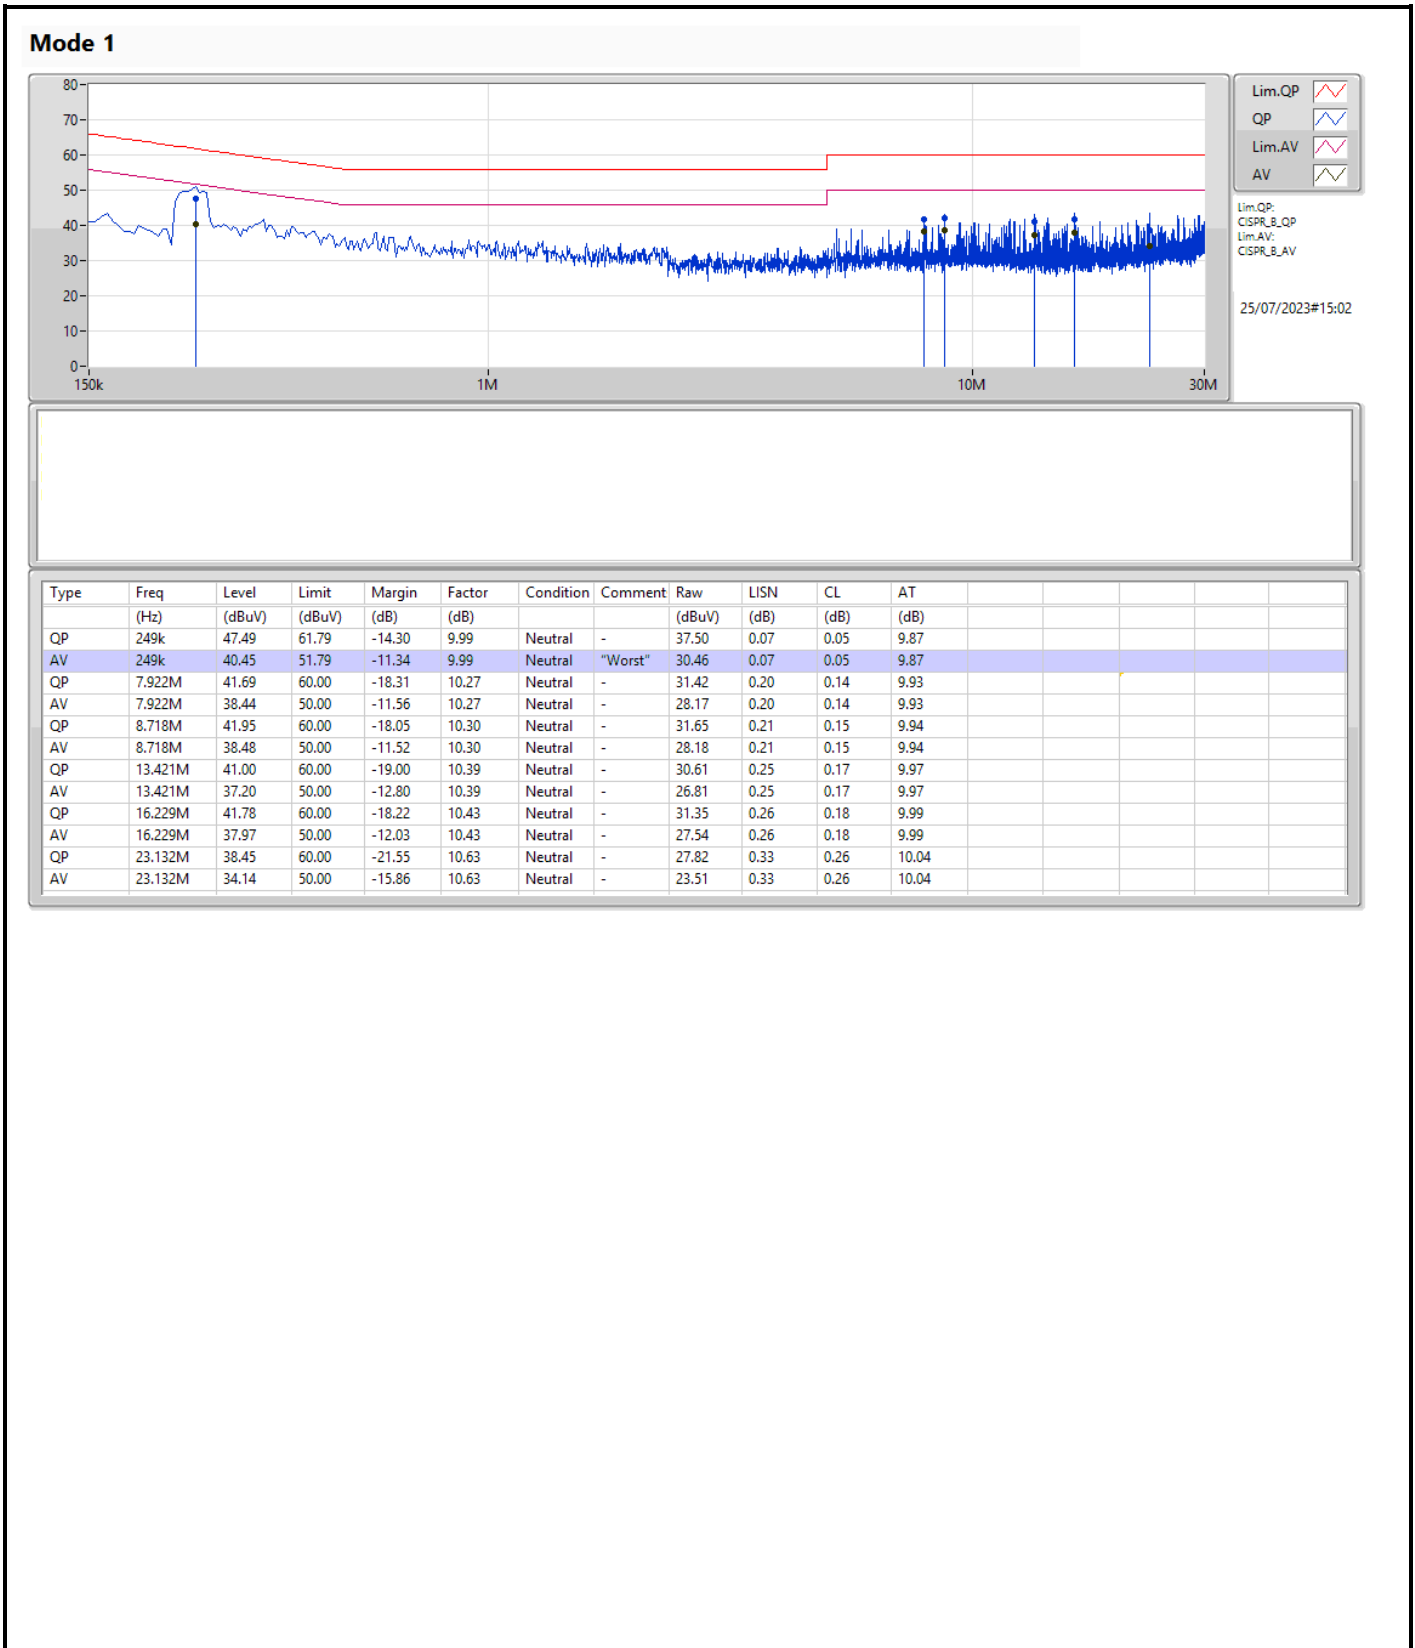 Mode 1
80
70
60
50
40
30
20
10
0
150k 1M 10M 30M
Lim.QP
QP
Lim.AV
AV
Lim.QP:
CISPR_B_QP
Lim.AV:
CISPR_B_AV
25/07/2023#15:02
Type Freq Level Limit Margin Factor Condition Comment Raw LISN CL AT
(Hz) (dBuV) (dBuV) (dB) (dB) (dBuV) (dB) (dB) (dB)
QP 249k 47.49 61.79 -14.30 9.99 Neutral - 37.50 0.07 0.05 9.87
AV 249k 40.45 51.79 -11.34 9.99 Neutral "Worst" 30.46 0.07 0.05 9.87
QP 7.922M 41.69 60.00 -18.31 10.27 Neutral - 31.42 0.20 0.14 9.93
AV 7.922M 38.44 50.00 -11.56 10.27 Neutral - 28.17 0.20 0.14 9.93
QP 8.718M 41.95 60.00 -18.05 10.30 Neutral - 31.65 0.21 0.15 9.94
AV 8.718M 38.48 50.00 -11.52 10.30 Neutral - 28.18 0.21 0.15 9.94
QP 13.421M 41.00 60.00 -19.00 10.39 Neutral - 30.61 0.25 0.17 9.97
AV 13.421M 37.20 50.00 -12.80 10.39 Neutral - 26.81 0.25 0.17 9.97
QP 16.229M 41.78 60.00 -18.22 10.43 Neutral - 31.35 0.26 0.18 9.99
AV 16.229M 37.97 50.00 -12.03 10.43 Neutral - 27.54 0.26 0.18 9.99
QP 23.132M 38.45 60.00 -21.55 10.63 Neutral - 27.82 0.33 0.26 10.04
AV 23.132M 34.14 50.00 -15.86 10.63 Neutral - 23.51 0.33 0.26 10.04